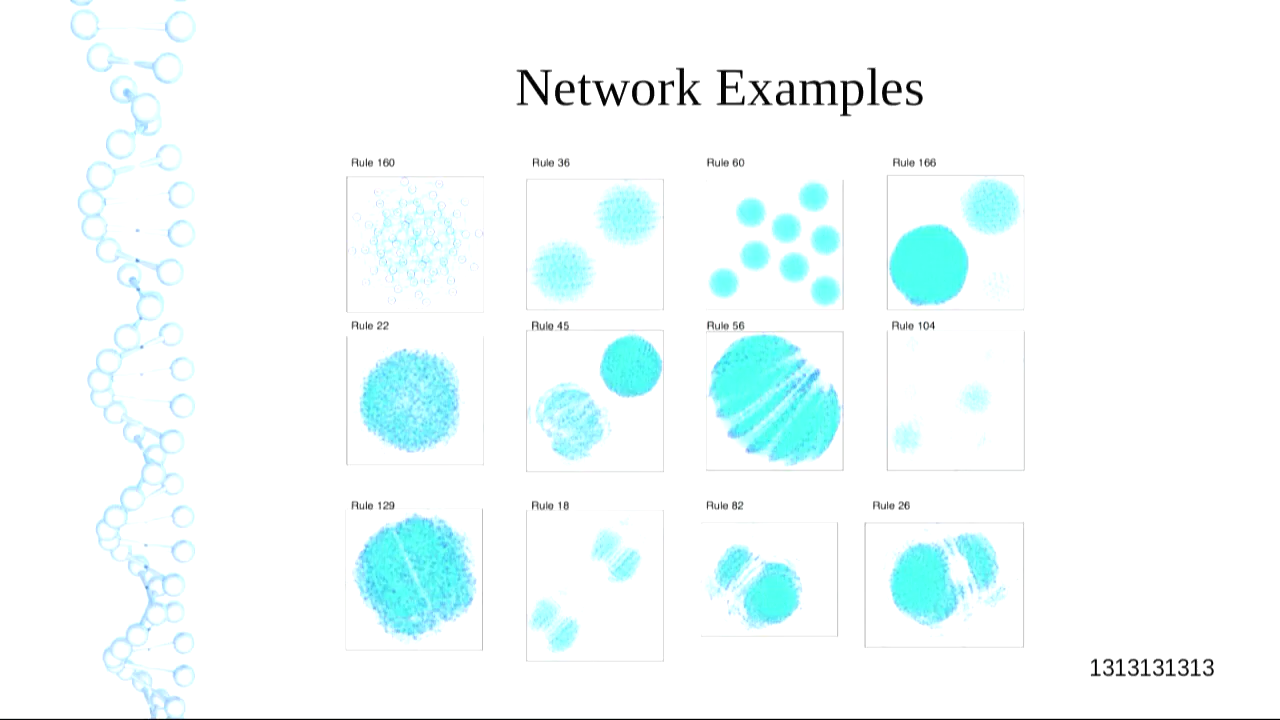 Network Examples
Rule 160
Rule 36
Rule 60
Rule 166
Rule 22
Rule 45
Rule 56
Rule 104
Rule 129
Rule 18
Rule 82
Rule 26
1313131313